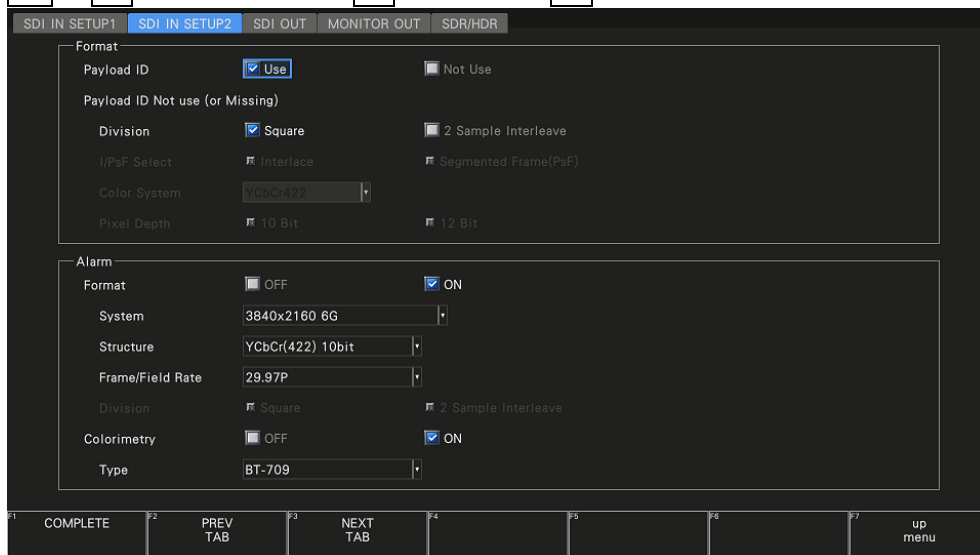 SDI IN SETUP1 SDI IN SETUP2 SDI OUT MONITOR OUT SDR/HDR
Format
Payload ID Use Not Use
Payload ID Not use (or Missing)
Division Square 2 Sample Interleave
I/PsF Select Interlace Segmented Frame(PsF)
Color System YCbCr422
Pixel Depth 10 Bit 12 Bit
Alarm
Format OFF ON
System 3840x2160 6G
Structure YCbCr(422) 10bit
Frame/Field Rate 29.97P
Division Square 2 Sample Interleave
Colorimetry OFF ON
Type BT-709
F1 COMPLETE F2 PREV TAB F3 NEXT TAB F4 F5 F6 F7 up menu